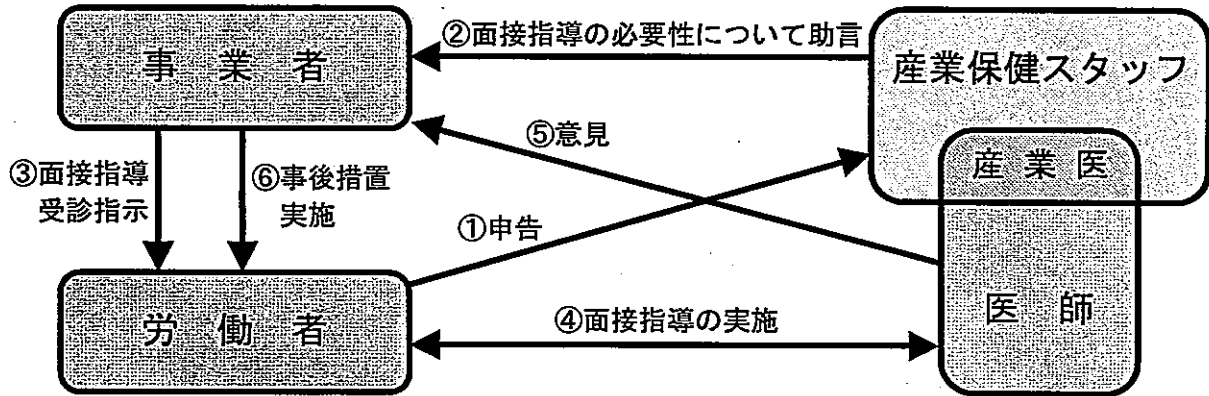 ②面接指導の必要性について助言
事業者
産業保健スタッフ
⑤意見
産業医
③面接指導
受診指示
⑥事後措置
実施
①申告
④面接指導の実施
労働者
医師